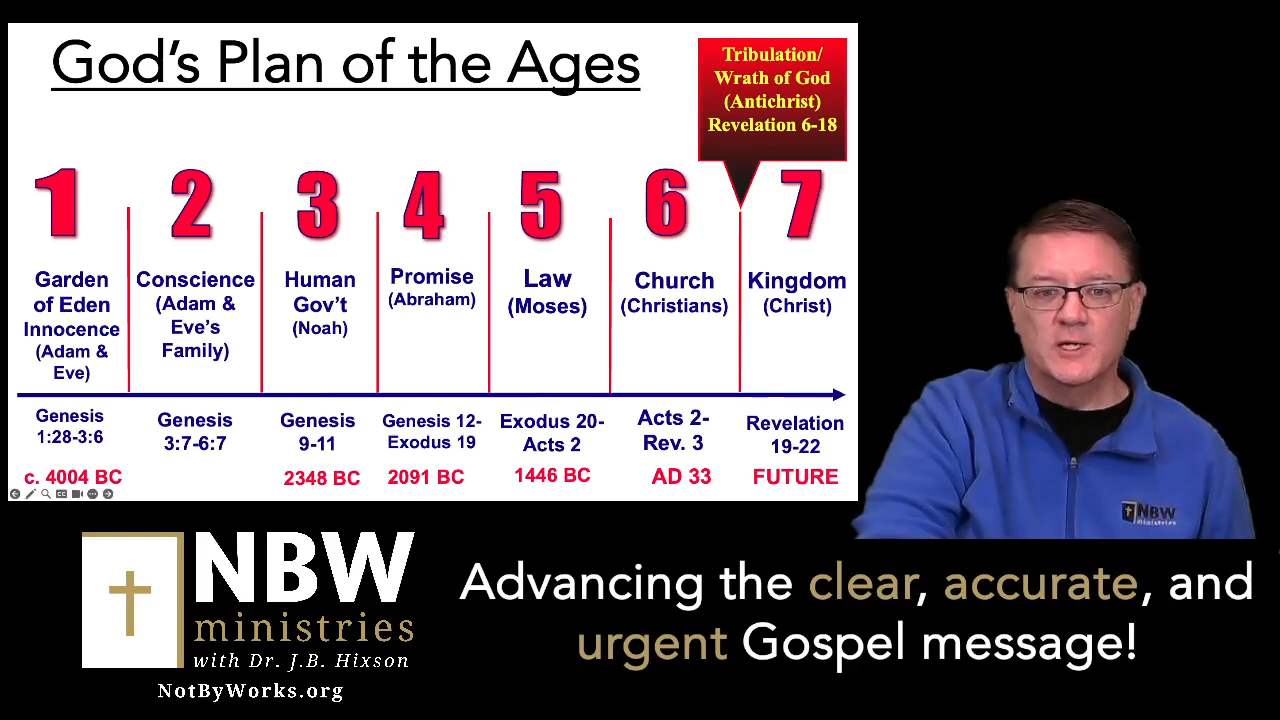 God's Plan of the Ages
Tribulation/
Wrath of God
(Antichrist)
Revelation 6-18
1
2
3
4
5
6
7
Garden
of Eden
Innocence
(Adam &
Eve)
Conscience
(Adam &
Eve's
Family)
Human
Gov't
(Noah)
Promise
(Abraham)
Law
(Moses)
Church
(Christians)
Kingdom
(Christ)
Genesis
1:28-3:6
Genesis
3:7-6:7
Genesis
9-11
Genesis 12-
Exodus 19
Exodus 20-
Acts 2
Acts 2-
Rev. 3
Revelation
19-22
c. 4004 BC
2348 BC
2091 BC
1446 BC
AD 33
FUTURE
NBW
ministries
NBW
ministries
with Dr. J.B. Hixson
NotByWorks.org
Advancing the clear, accurate, and
urgent Gospel message!